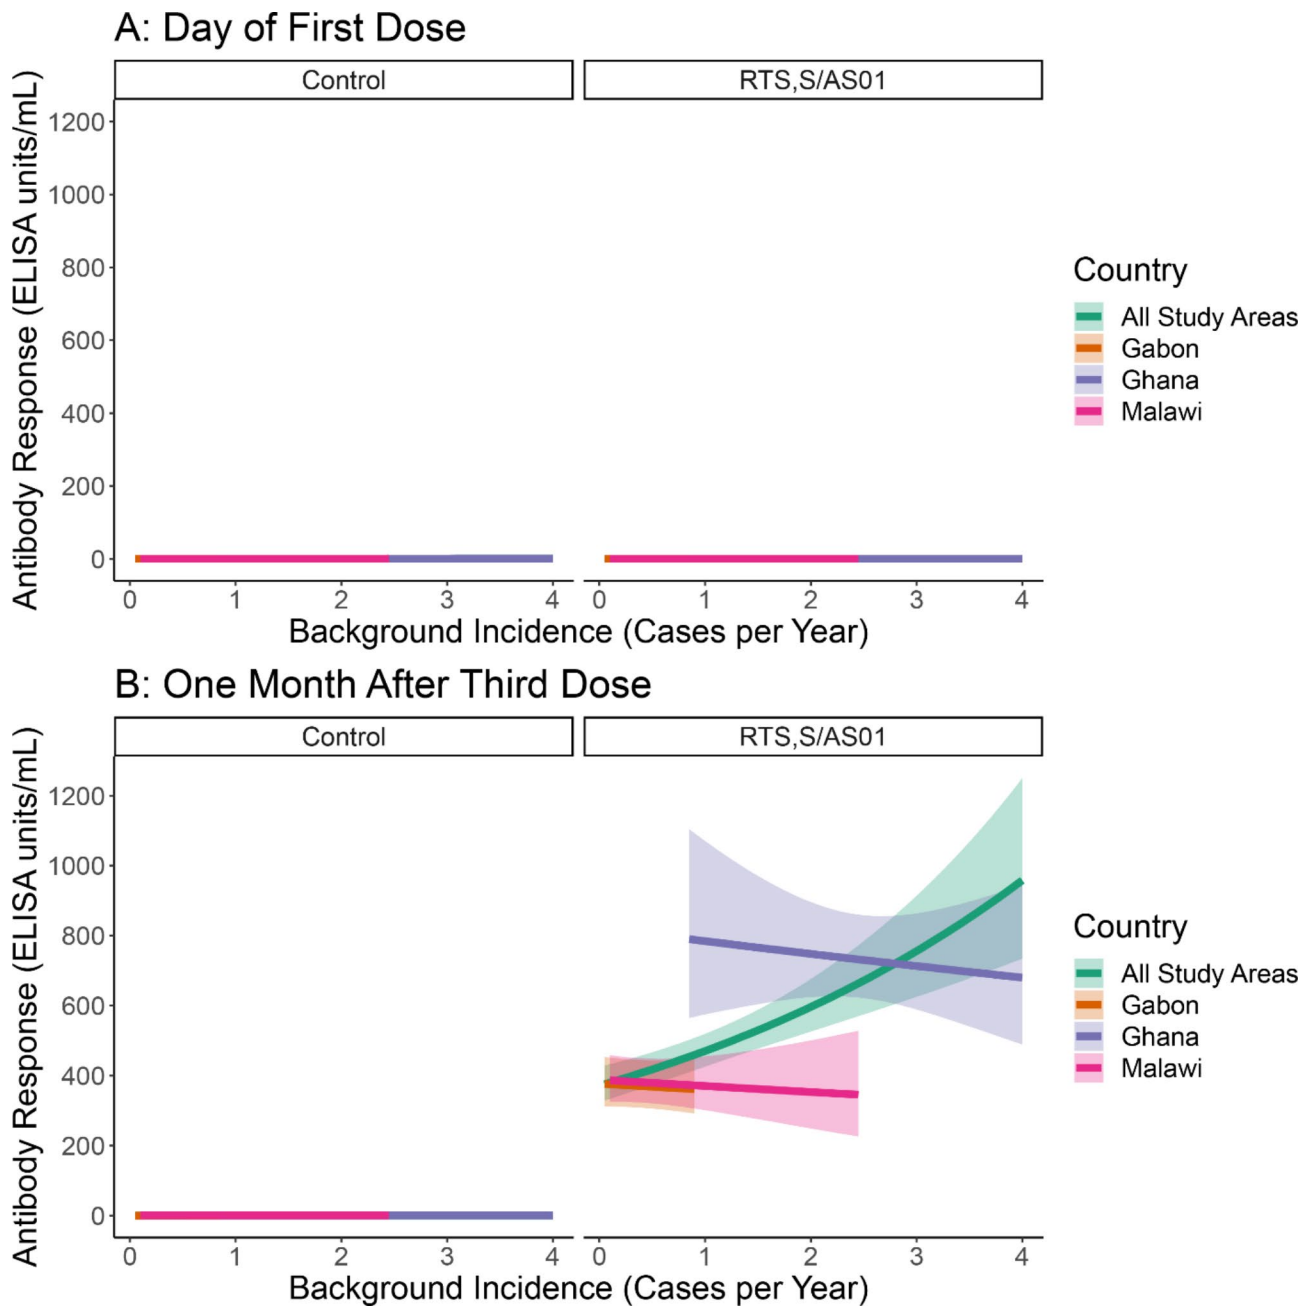 A: Day of First Dose
Control
RTS,S/AS01
Antibody Response (ELISA units/mL)
1200
1000
800
600
400
200
0
0 1 2 3 4
0 1 2 3 4
Background Incidence (Cases per Year)
Country
All Study Areas
Gabon
Ghana
Malawi
B: One Month After Third Dose
Control
RTS,S/AS01
Antibody Response (ELISA units/mL)
1200
1000
800
600
400
200
0
0 1 2 3 4
0 1 2 3 4
Background Incidence (Cases per Year)
Country
All Study Areas
Gabon
Ghana
Malawi